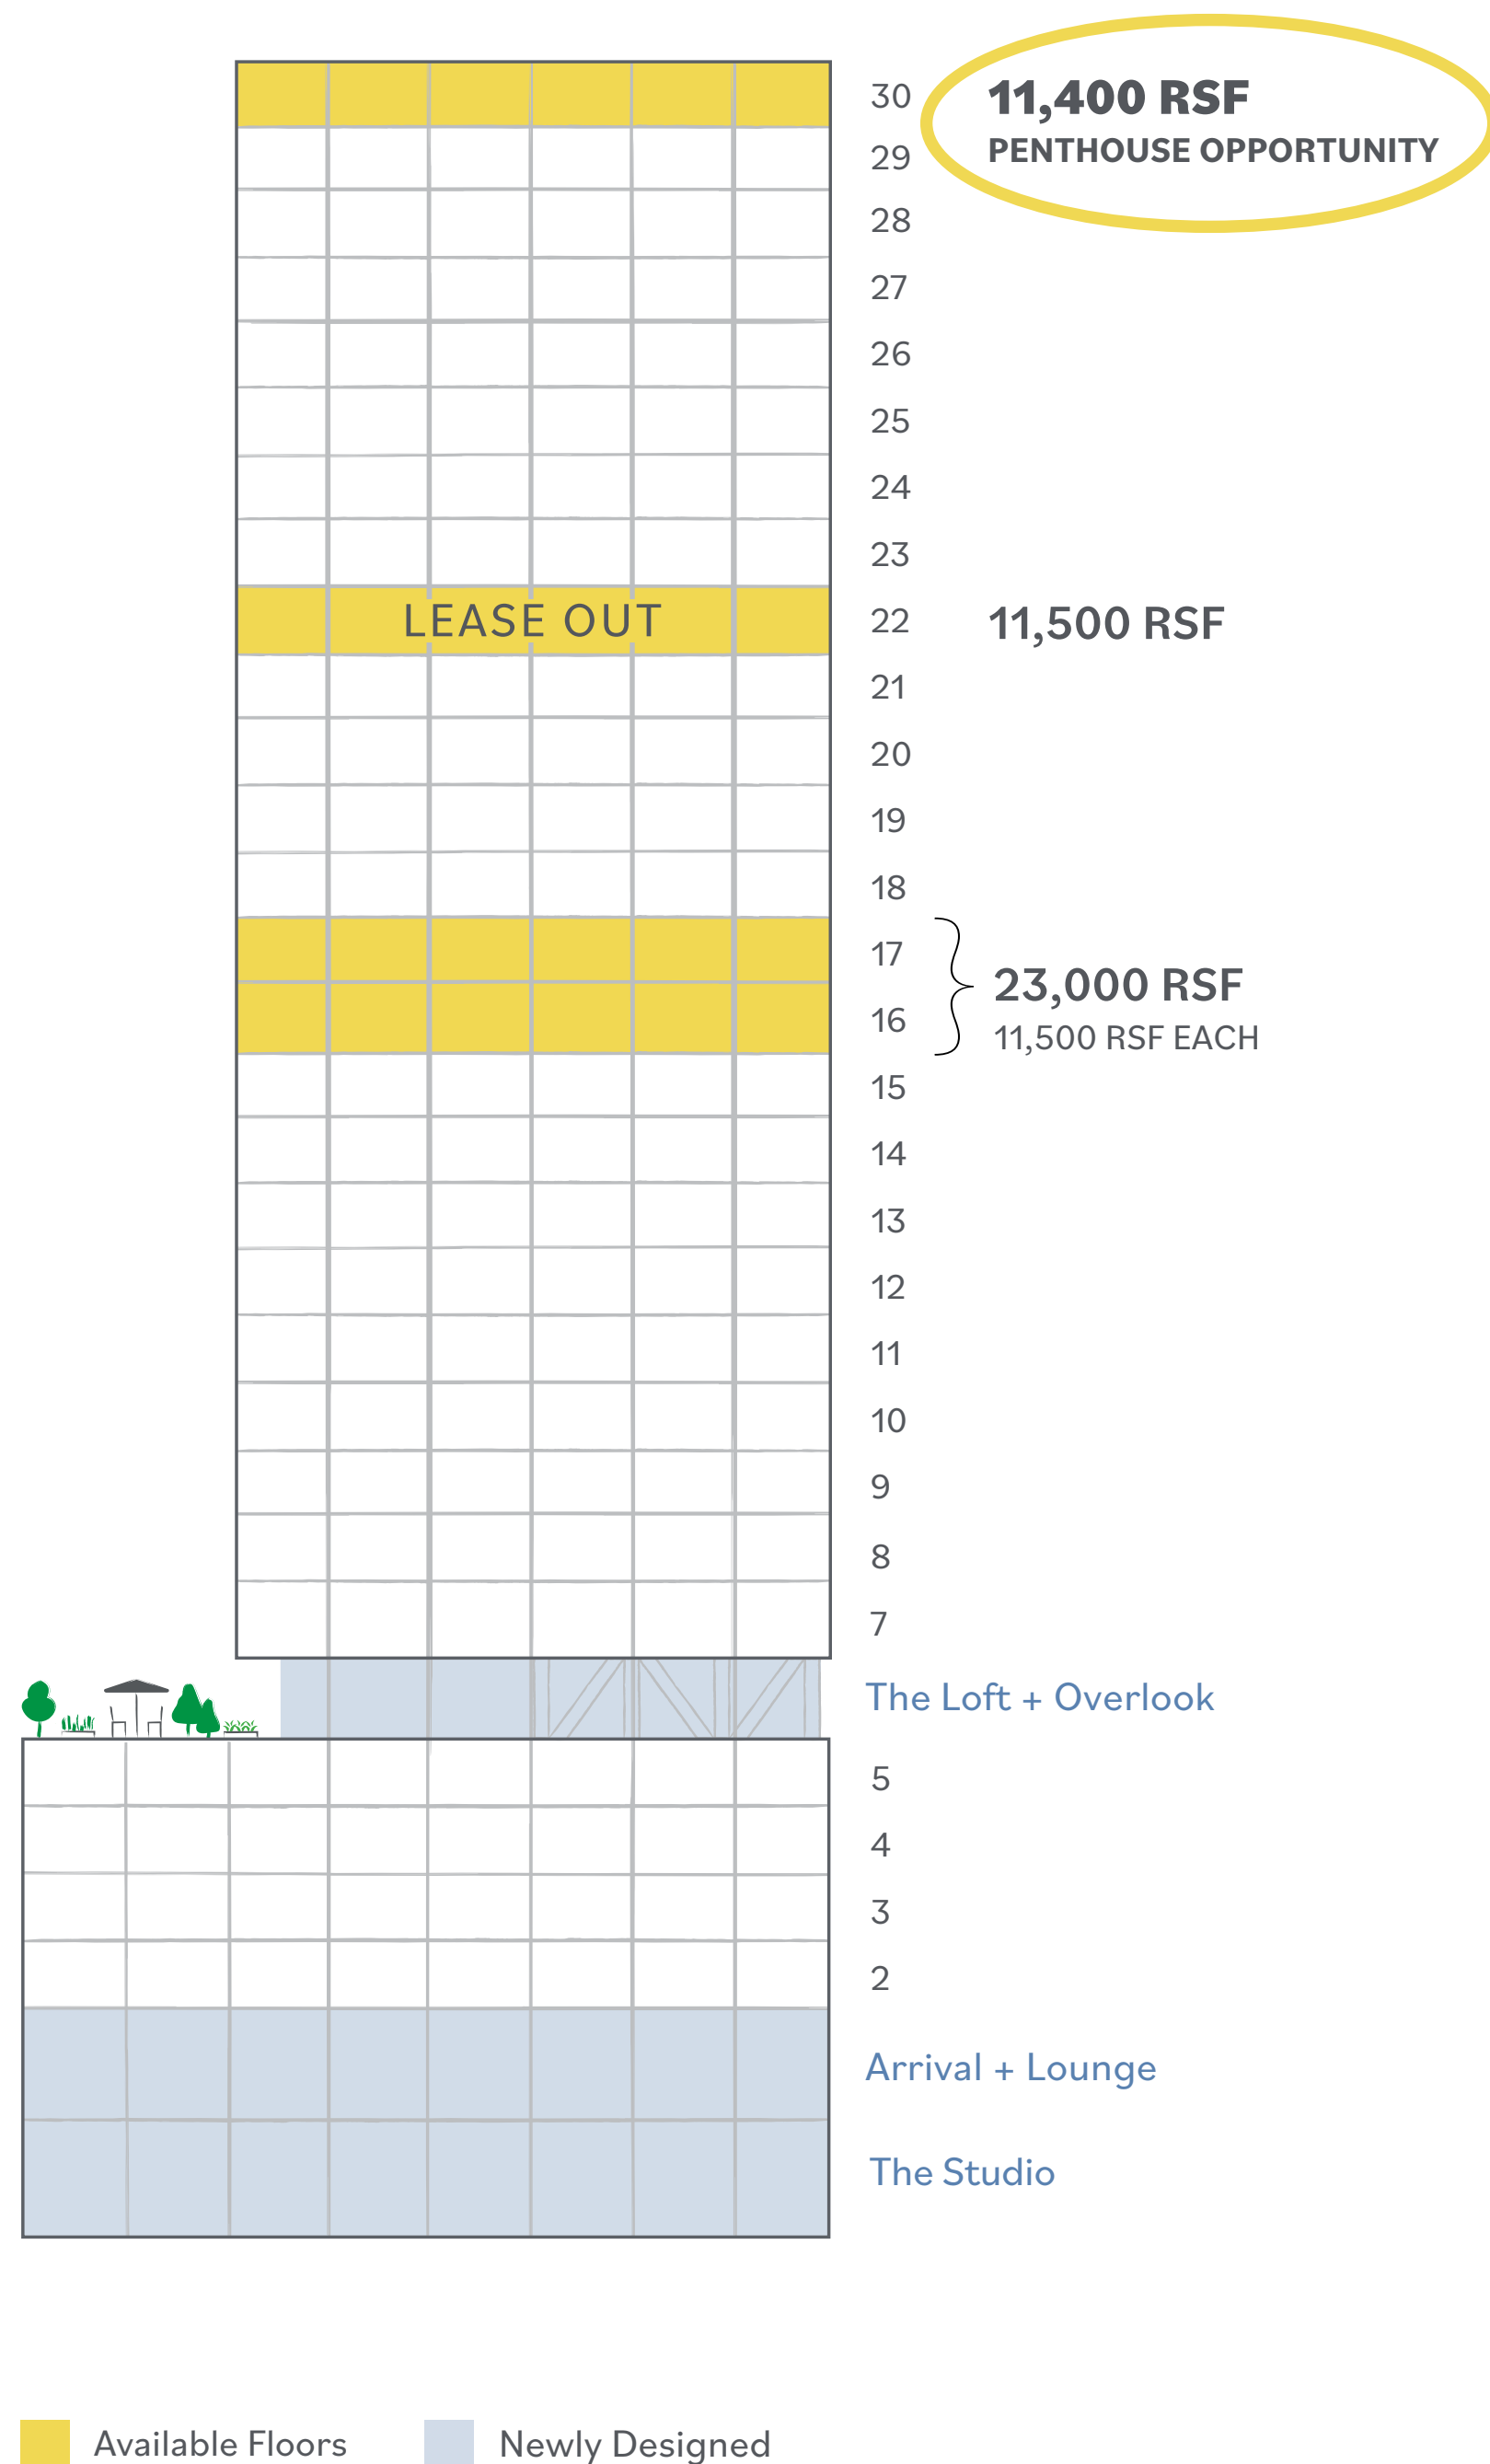 30
11,400 RSF
PENTHOUSE OPPORTUNITY
29
28
27
26
25
24
23
LEASE OUT
22
11,500 RSF
21
20
19
18
17
23,000 RSF
16
11,500 RSF EACH
15
14
13
12
11
10
9
8
7
The Loft + Overlook
5
4
3
2
Arrival + Lounge
The Studio
Available Floors
Newly Designed